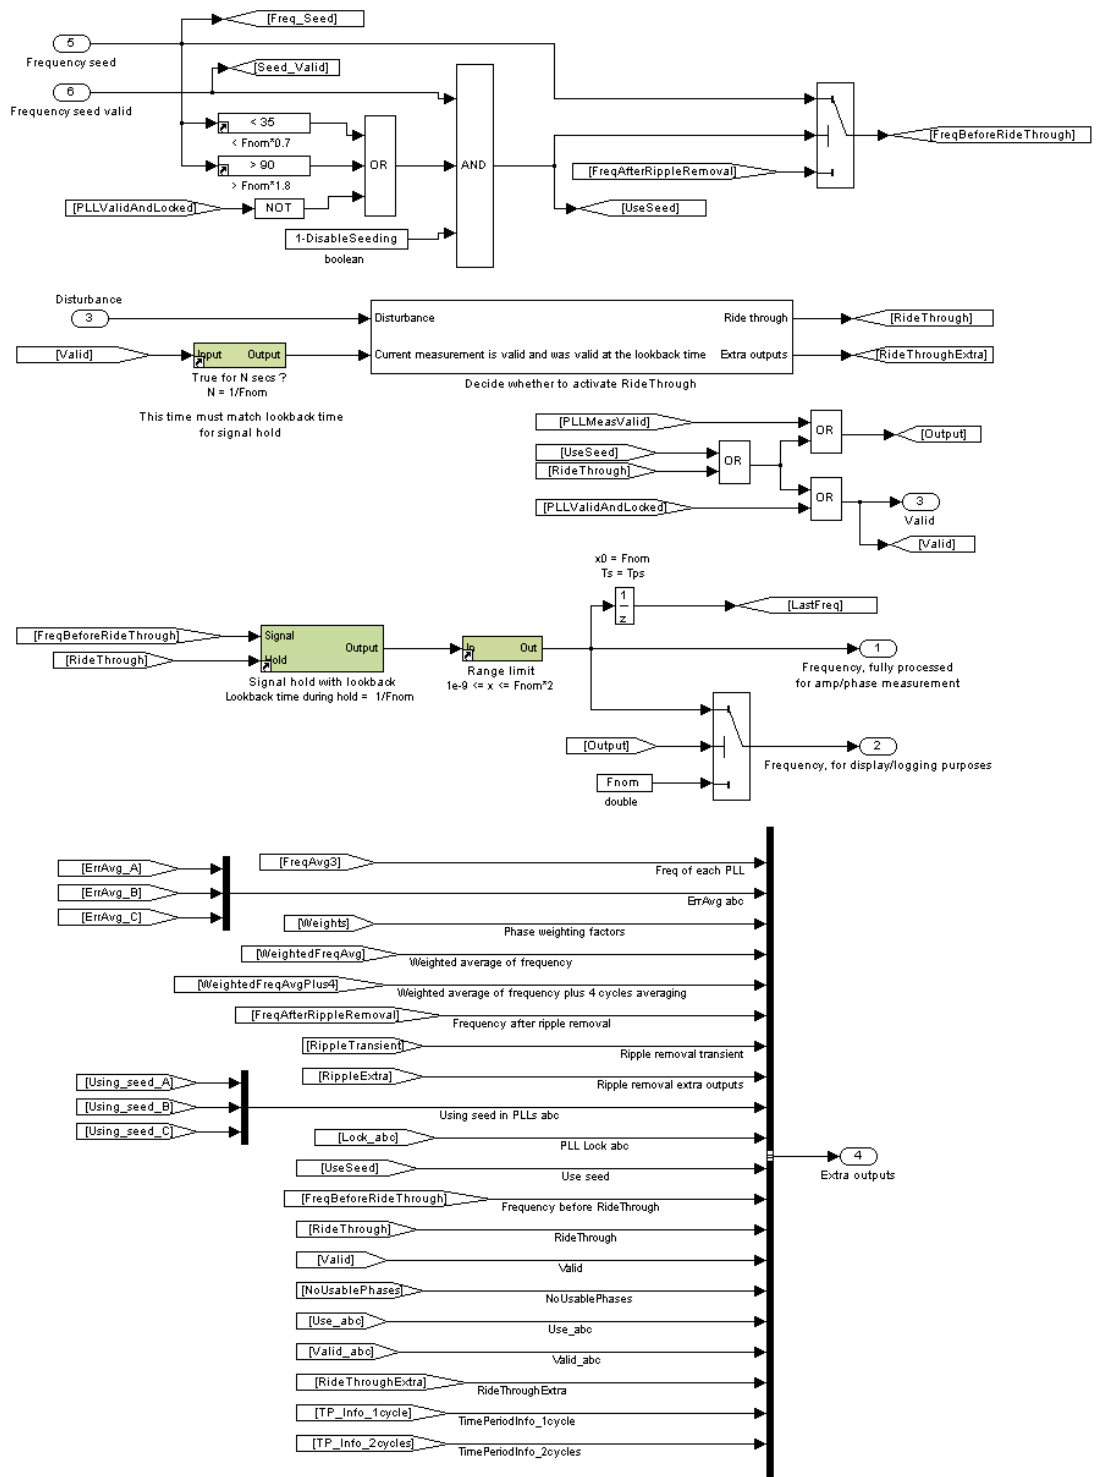 [Freq_Seed]
5
Frequency seed
[Seed_Valid]
6
Frequency seed valid
< 35
< Fnom*0.7
> 90
> Fnom*1.8
OR
AND
[PLLValidAndLocked]
NOT
1-DisableSeeding
boolean
[FreqBeforeRideThrough]
[FreqAfterRippleRemoval]
[UseSeed]
Disturbance
3
Disturbance
Ride through
[RideThrough]
[Valid]
Input Output
Current measurement is valid and was valid at the lookback time
Extra outputs
[RideThroughExtra]
True for N secs ?
N = 1/Fnom
Decide whether to activate RideThrough
This time must match lookback time
for signal hold
[PLLMeasValid]
OR
[Output]
[UseSeed]
OR
[RideThrough]
OR
[PLLValidAndLocked]
3
Valid
[Valid]
x0 = Fnom
Ts = Tps
1
z
[LastFreq]
[FreqBeforeRideThrough]
Signal
Output
[RideThrough]
Hold
In Out
1
Signal hold with lookback
Lookback time during hold = 1/Fnom
Range limit
1e-9 <= x <= Fnom*2
Frequency, fully processed
for amp/phase measurement
[Output]
2
Frequency, for display/logging purposes
Fnom
double
[ErrAvg_A]
[ErrAvg_B]
[ErrAvg_C]
[FreqAvg3]
Freq of each PLL
ErrAvg abc
[Weights]
Phase weighting factors
[WeightedFreqAvg]
Weighted average of frequency
[WeightedFreqAvgPlus4]
Weighted average of frequency plus 4 cycles averaging
[FreqAfterRippleRemoval]
Frequency after ripple removal
[RippleTransient]
Ripple removal transient
[RippleExtra]
Ripple removal extra outputs
[Using_seed_A]
[Using_seed_B]
[Using_seed_C]
Using seed in PLLs abc
[Lock_abc]
PLL Lock abc
[UseSeed]
Use seed
4
Extra outputs
[FreqBeforeRideThrough]
Frequency before RideThrough
[RideThrough]
RideThrough
[Valid]
Valid
[NoUsablePhases]
NoUsablePhases
[Use_abc]
Use_abc
[Valid_abc]
Valid_abc
[RideThroughExtra]
RideThroughExtra
[TP_Info_1cycle]
TimePeriodInfo_1cycle
[TP_Info_2cycles]
TimePeriodInfo_2cycles